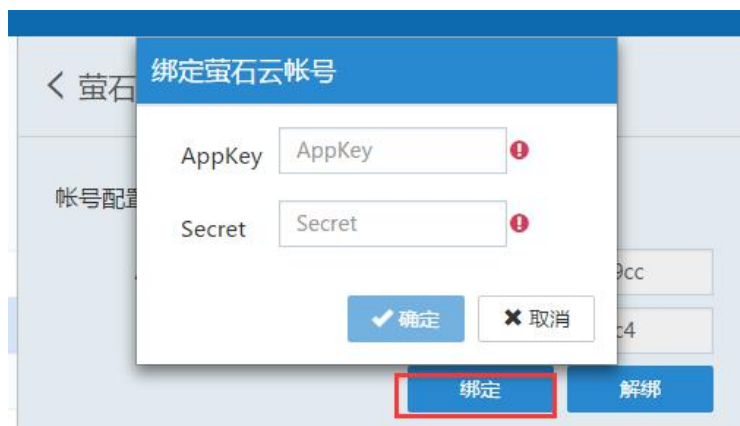 绑定萤石云帐号
萤石
AppKey AppKey
帐号配置
Secret Secret
9cc
确定 取消
c4
绑定 解绑